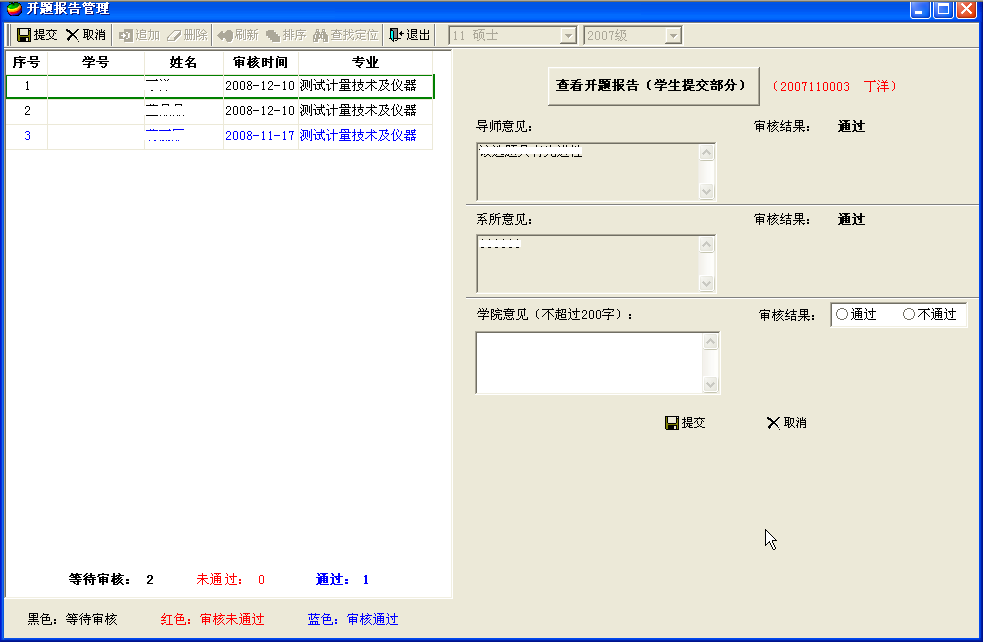 开题报告管理
提交 取消 追加 删除 刷新 排序 查找定位 退出 11 硕士 2007级
序号 学号 姓名 审核时间 专业
1 2008-12-10 测试计量技术及仪器
2 2008-12-10 测试计量技术及仪器
3 2008-11-17 测试计量技术及仪器
等待审核: 2 未通过: 0 通过: 1
黑色: 等待审核 红色: 审核未通过 蓝色: 审核通过
查看开题报告（学生提交部分） （2007110003 丁洋）
导师意见: 审核结果: 通过
系所意见: 审核结果: 通过
学院意见（不超过200字）: 审核结果: 通过 不通过
提交 取消